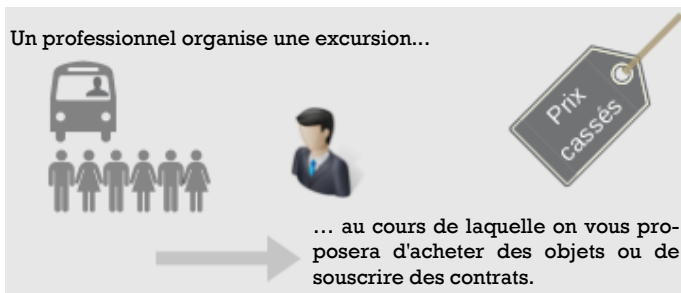 Un professionnel organise une excursion...
Prix
cassés
... au cours de laquelle on vous pro-
posera d'acheter des objets ou de
souscrire des contrats.